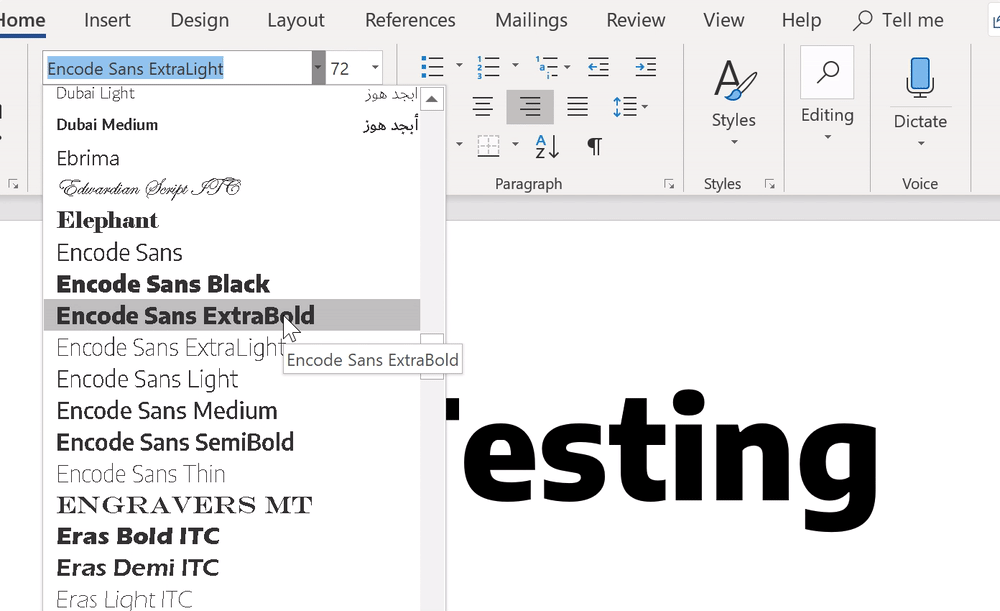 Home Insert Design Layout References Mailings Review View Help Tell me
Encode Sans ExtraLight 72
Styles
Editing
Dictate
Paragraph Styles Voice
Dubai Light أبجد هوز
Dubai Medium أبجد هوز
Ebrima
Edwardian Script ITC
Elephant
Encode Sans
Encode Sans Black
Encode Sans ExtraBold
Encode Sans ExtraLight
Encode Sans ExtraBold
Encode Sans Light
Encode Sans Medium
Encode Sans SemiBold
Encode Sans Thin
ENGRAVERS MT
Eras Bold ITC
Eras Demi ITC
Eras Light ITC
Testing